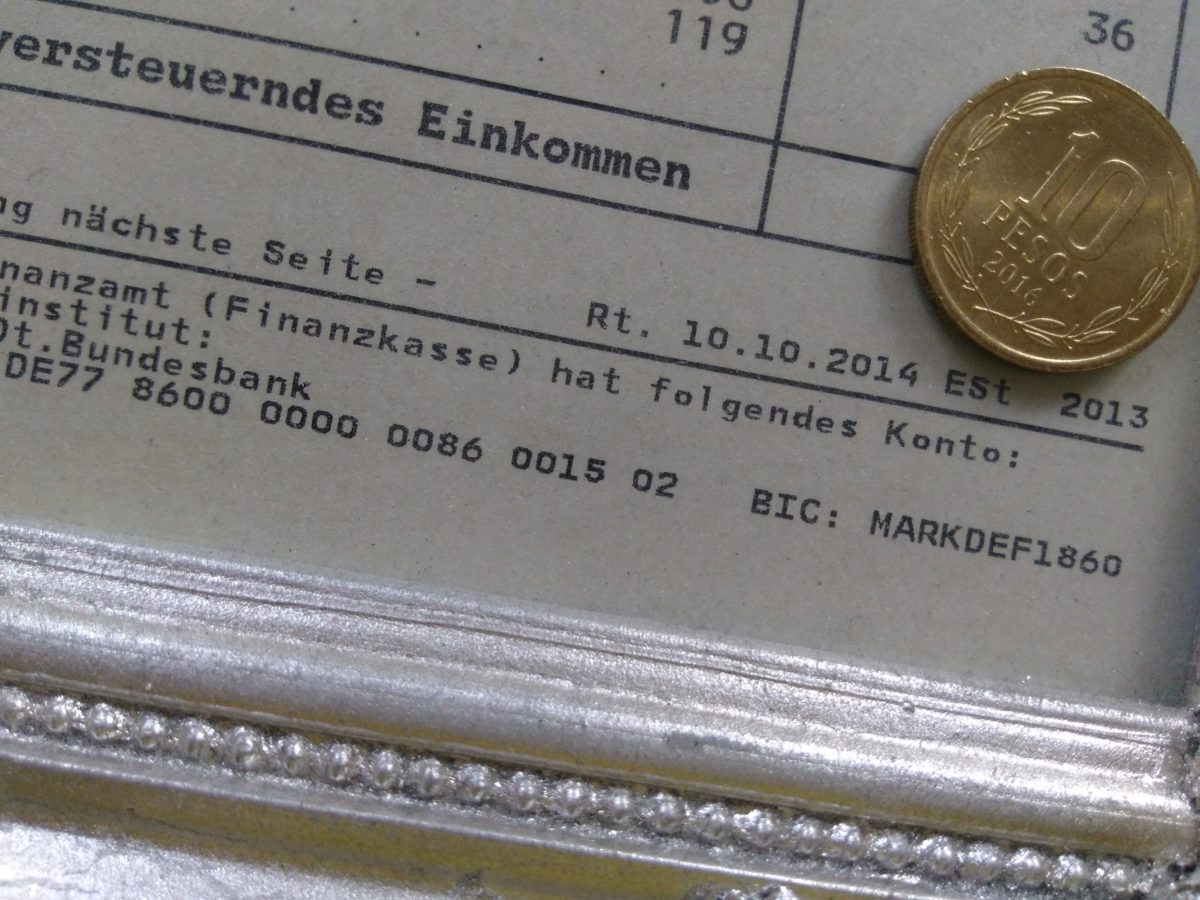 119
36
versteuerndes Einkommen
10
PESOS
2016
ng nächste Seite -
Rt. 10.10.2014 ESt 2013
nanzamt (Finanzkasse) hat folgendes Konto:
institut:
Dt.Bundesbank
DE77 8600 0000 0086 0015 02 BIC: MARKDEF1860